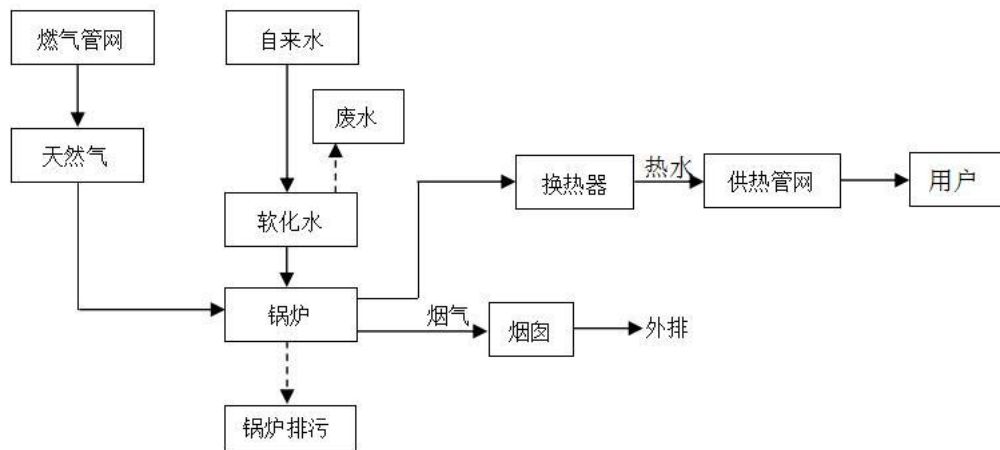 燃气管网
自来水
废水
天然气
换热器
热水
供热管网
用户
软化水
锅炉
烟气
烟囱
外排
锅炉排污